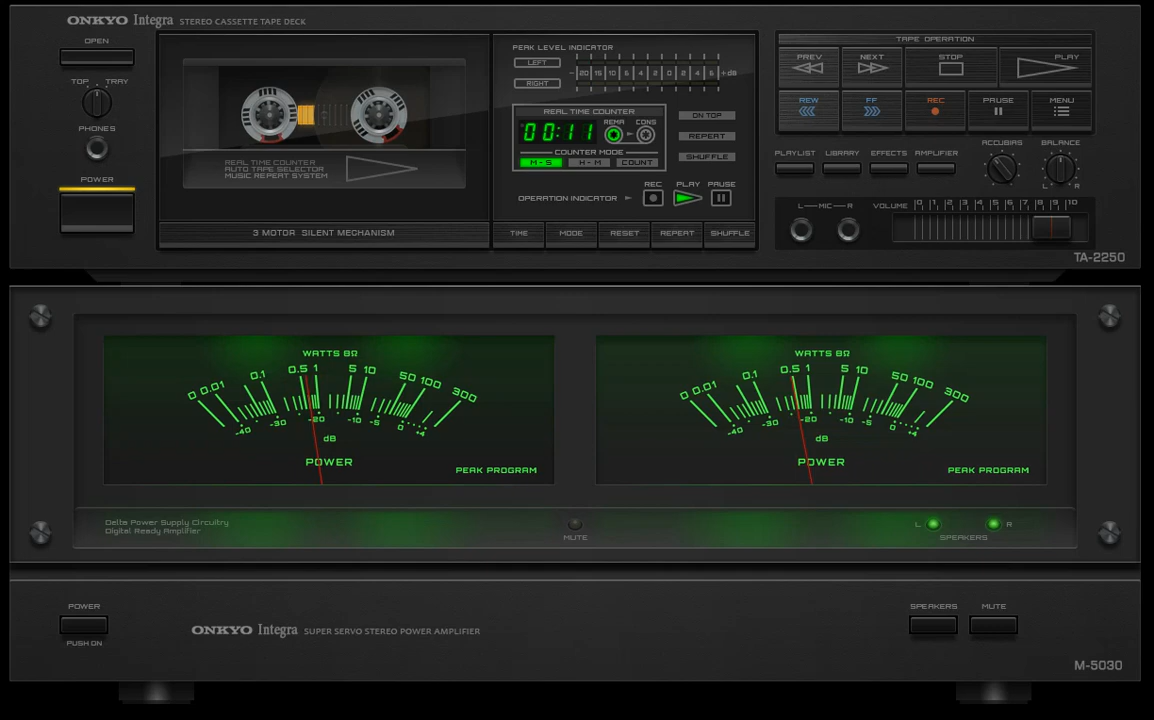 ONKYO Integra STEREO CASSETTE TAPE DECK
OPEN
TOP TRAY
PHONES
POWER
REAL TIME COUNTER
AUTO TAPE SELECTOR
MUSIC REPEAT SYSTEM
3 MOTOR SILENT MECHANISM
PEAK LEVEL INDICATOR
LEFT
- 20 15 10 6 4 2 0 2 4 6 +dB
RIGHT
REAL TIME COUNTER
00:11
REMA CONS
COUNTER MODE
M - S H - M COUNT
ON TOP
REPEAT
SHUFFLE
REC PLAY PAUSE
OPERATION INDICATOR
TIME MODE RESET REPEAT SHUFFLE
TAPE OPERATION
PREV NEXT STOP PLAY
REW FF REC PAUSE MENU
PLAYLIST LIBRARY EFFECTS AMPLIFIER
ACCUBIAS BALANCE
L R
L MIC R
VOLUME 0 1 2 3 4 5 6 7 8 9 10
TA-2250
WATTS 8Ω
0 0.01 0.1 0.5 1 5 10 50 100 300
-40 -30 -20 -10 -5 0 +4
dB
POWER
PEAK PROGRAM
WATTS 8Ω
0 0.01 0.1 0.5 1 5 10 50 100 300
-40 -30 -20 -10 -5 0 +4
dB
POWER
PEAK PROGRAM
Delta Power Supply Circuitry
Digital Ready Amplifier
MUTE
L R
SPEAKERS
POWER
PUSH ON
ONKYO Integra SUPER SERVO STEREO POWER AMPLIFIER
SPEAKERS MUTE
M-5030